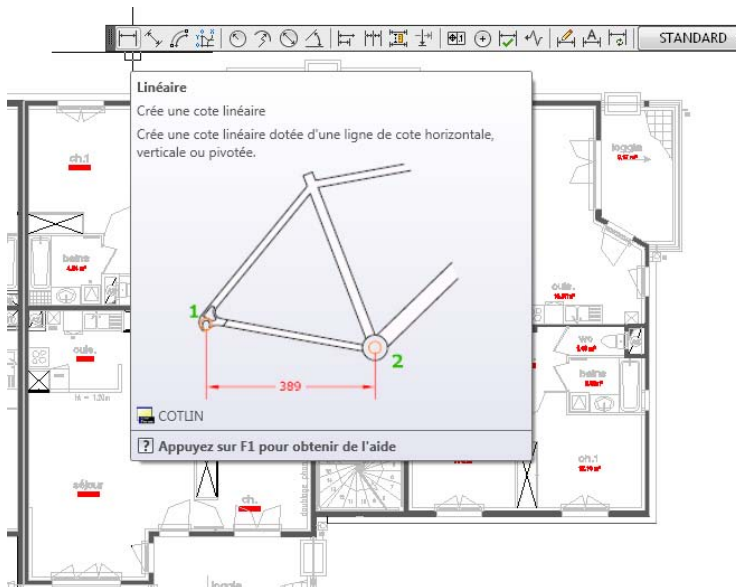 STANDARD
Linéaire
Crée une cote linéaire
Crée une cote linéaire dotée d'une ligne de cote horizontale,
verticale ou pivotée.
1
2
389
COTLIN
? Appuyez sur F1 pour obtenir de l'aide
ch.1
bains
cuis.
séjour
ch.
loggia
loggia
cuis.
wc
bains
ch.1